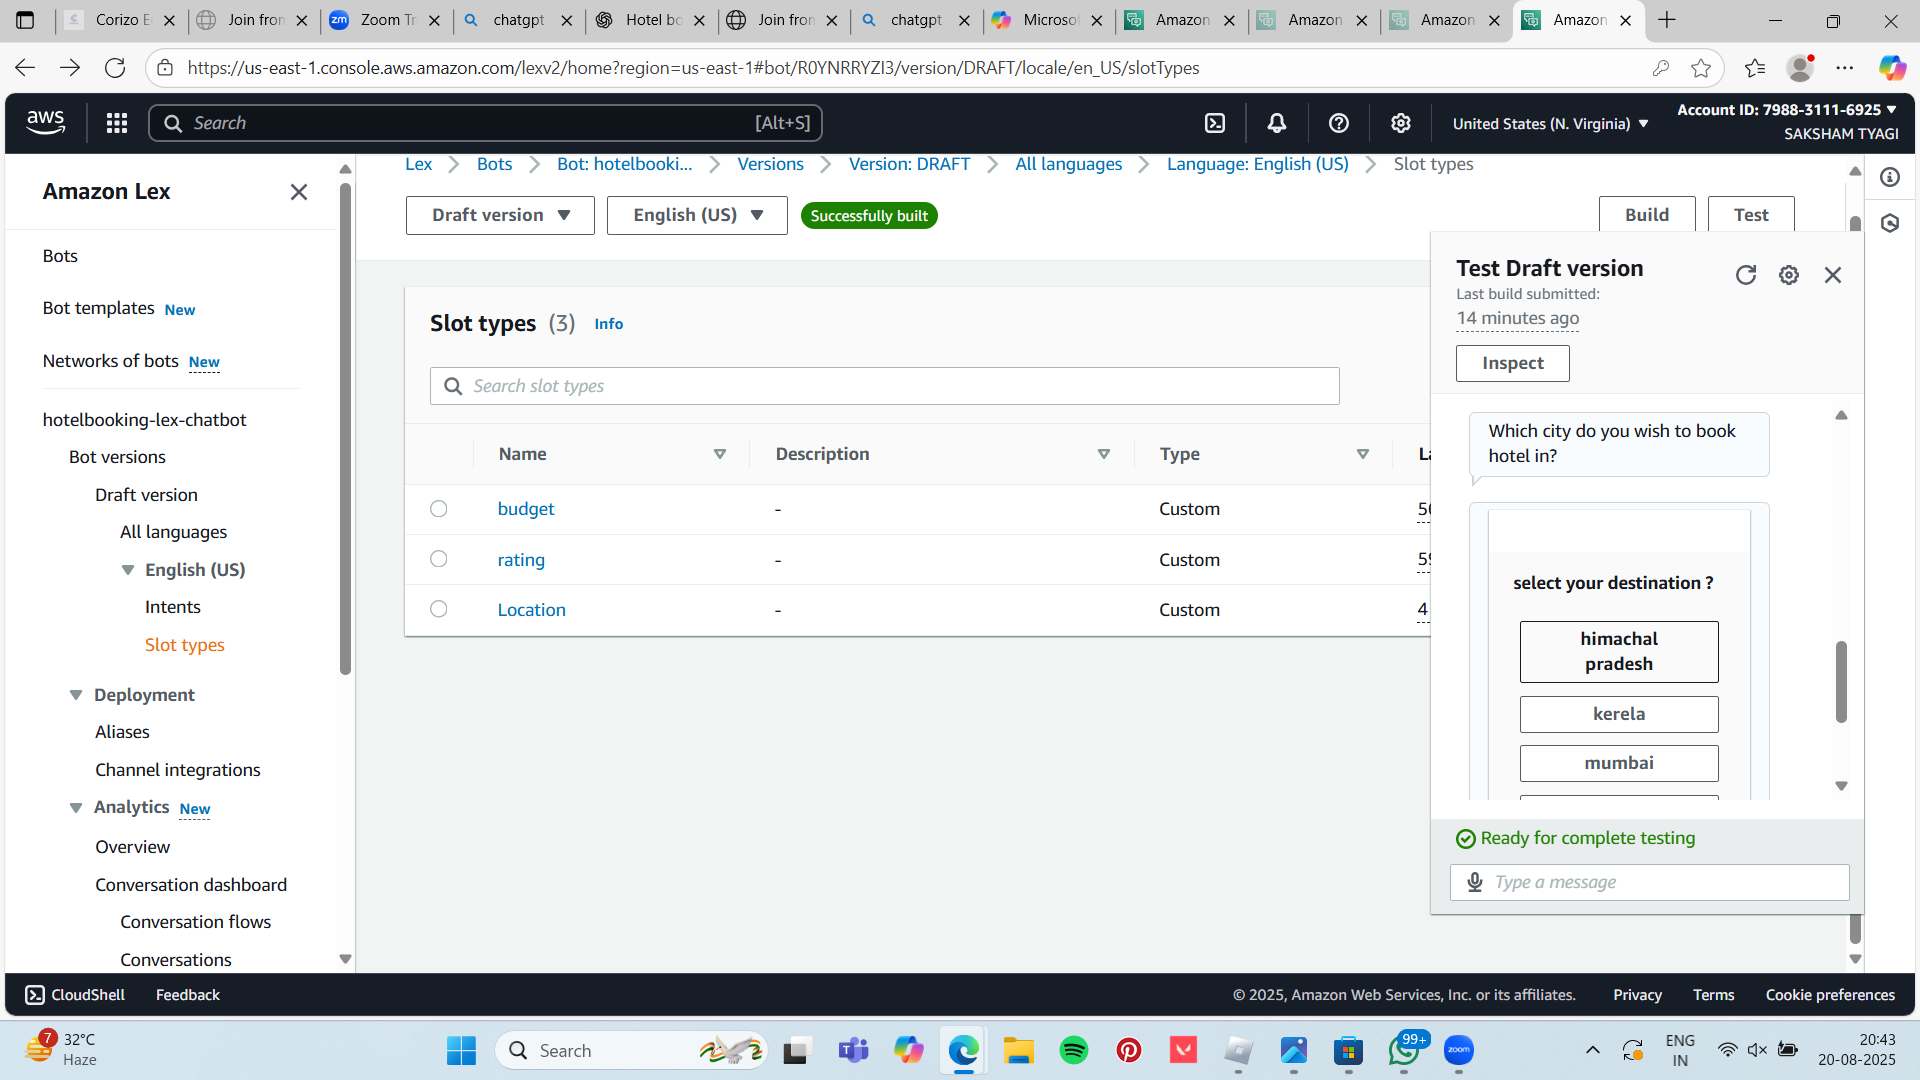 Corizo E
Join from
Zoom Tr
chatgpt
Hotel bo
Join from
chatgpt
Microsof
Amazon
Amazon
Amazon
Amazon
https://us-east-1.console.aws.amazon.com/lexv2/home?region=us-east-1#bot/R0YNRRYZI3/version/DRAFT/locale/en_US/slotTypes
aws
Search
[Alt+S]
United States (N. Virginia)
Account ID: 7988-3111-6925
SAKSHAM TYAGI
Amazon Lex
Bots
Bot templates New
Networks of bots New
hotelbooking-lex-chatbot
Bot versions
Draft version
All languages
English (US)
Intents
Slot types
Deployment
Aliases
Channel integrations
Analytics New
Overview
Conversation dashboard
Conversation flows
Conversations
Lex
Bots
Bot: hotelbooki...
Versions
Version: DRAFT
All languages
Language: English (US)
Slot types
Draft version
English (US)
Successfully built
Build
Test
Slot types (3) Info
Search slot types
Name
Description
Type
La
budget
-
Custom
rating
-
Custom
59
Location
-
Custom
4
Test Draft version
Last build submitted:
14 minutes ago
Inspect
Which city do you wish to book
hotel in?
select your destination ?
himachal
pradesh
kerela
mumbai
Ready for complete testing
Type a message
CloudShell
Feedback
© 2025, Amazon Web Services, Inc. or its affiliates.
Privacy
Terms
Cookie preferences
7
32°C
Haze
Search
99+
zoom
ENG
IN
20:43
20-08-2025